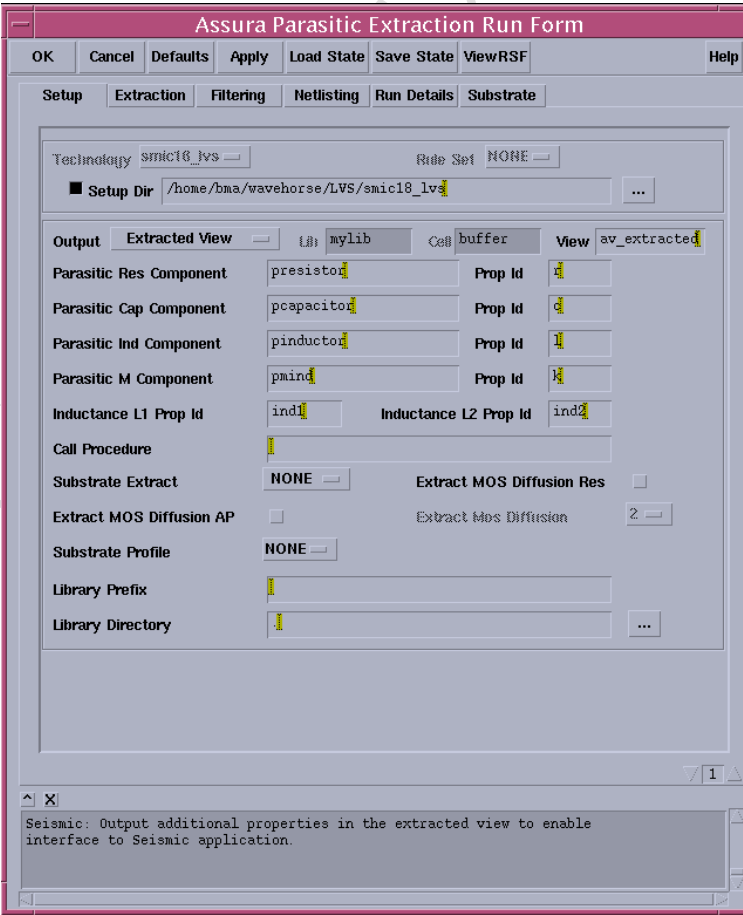 Assura Parasitic Extraction Run Form
OK Cancel Defaults Apply Load State Save State ViewRSF Help
Setup Extraction Filtering Netlisting Run Details Substrate
Technology smic18_lvs Rule Set NONE
Setup Dir /home/bma/wavehorse/LVS/smic18_lvs ...
Output Extracted View Lib mylib Cell buffer View av_extracted
Parasitic Res Component presistor Prop Id r
Parasitic Cap Component pcapacitor Prop Id c
Parasitic Ind Component pinductor Prop Id l
Parasitic M Component pmind Prop Id k
Inductance L1 Prop Id ind1 Inductance L2 Prop Id ind2
Call Procedure
Substrate Extract NONE Extract MOS Diffusion Res
Extract MOS Diffusion AP Extract Mos Diffusion 2
Substrate Profile NONE
Library Prefix
Library Directory . ...
1
^ X
Seismic: Output additional properties in the extracted view to enable
interface to Seismic application.